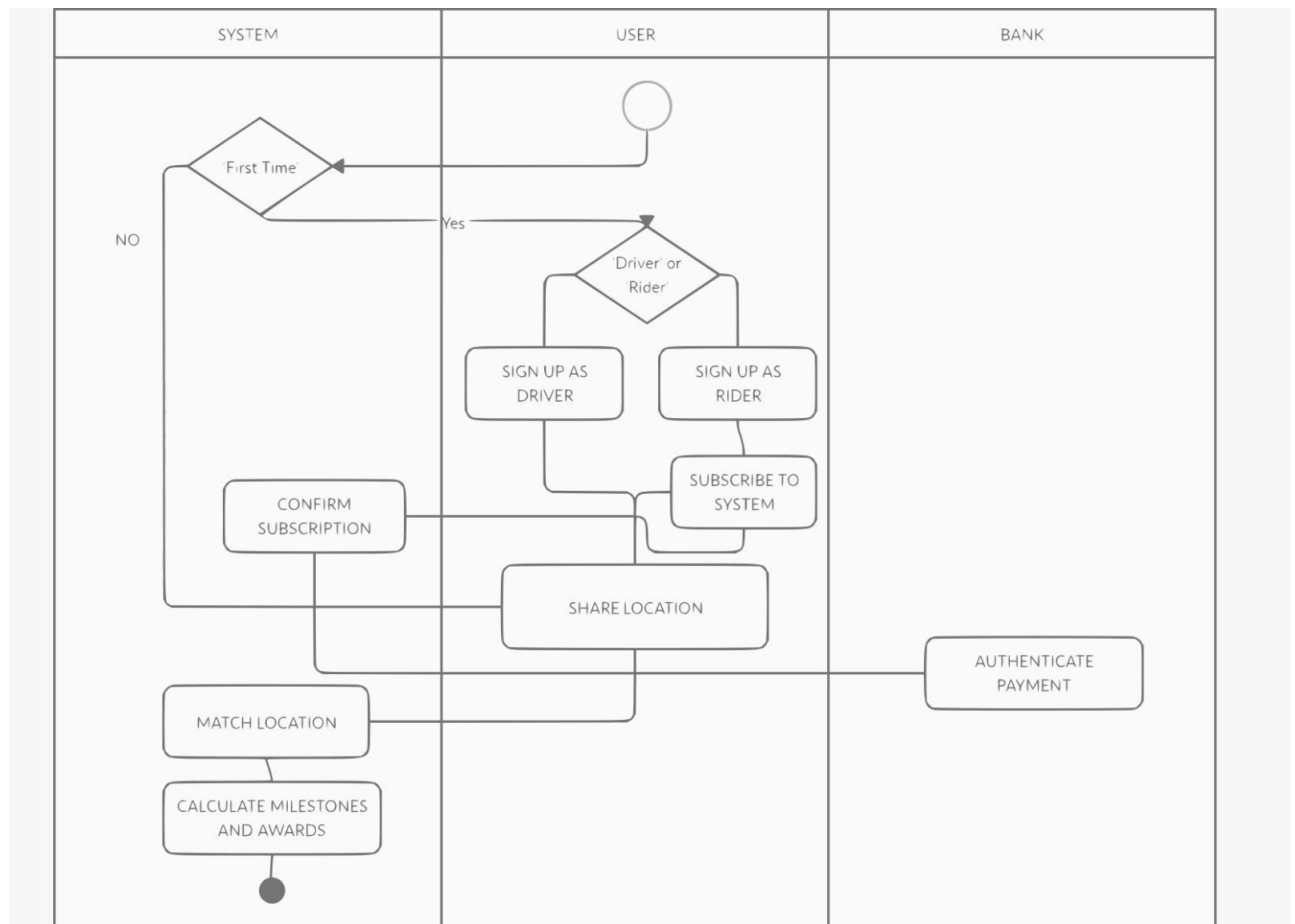 SYSTEM
USER
BANK
'First Time'
Yes
NO
'Driver' or
'Rider'
SIGN UP AS
DRIVER
SIGN UP AS
RIDER
SUBSCRIBE TO
SYSTEM
CONFIRM
SUBSCRIPTION
SHARE LOCATION
AUTHENTICATE
PAYMENT
MATCH LOCATION
CALCULATE MILESTONES
AND AWARDS